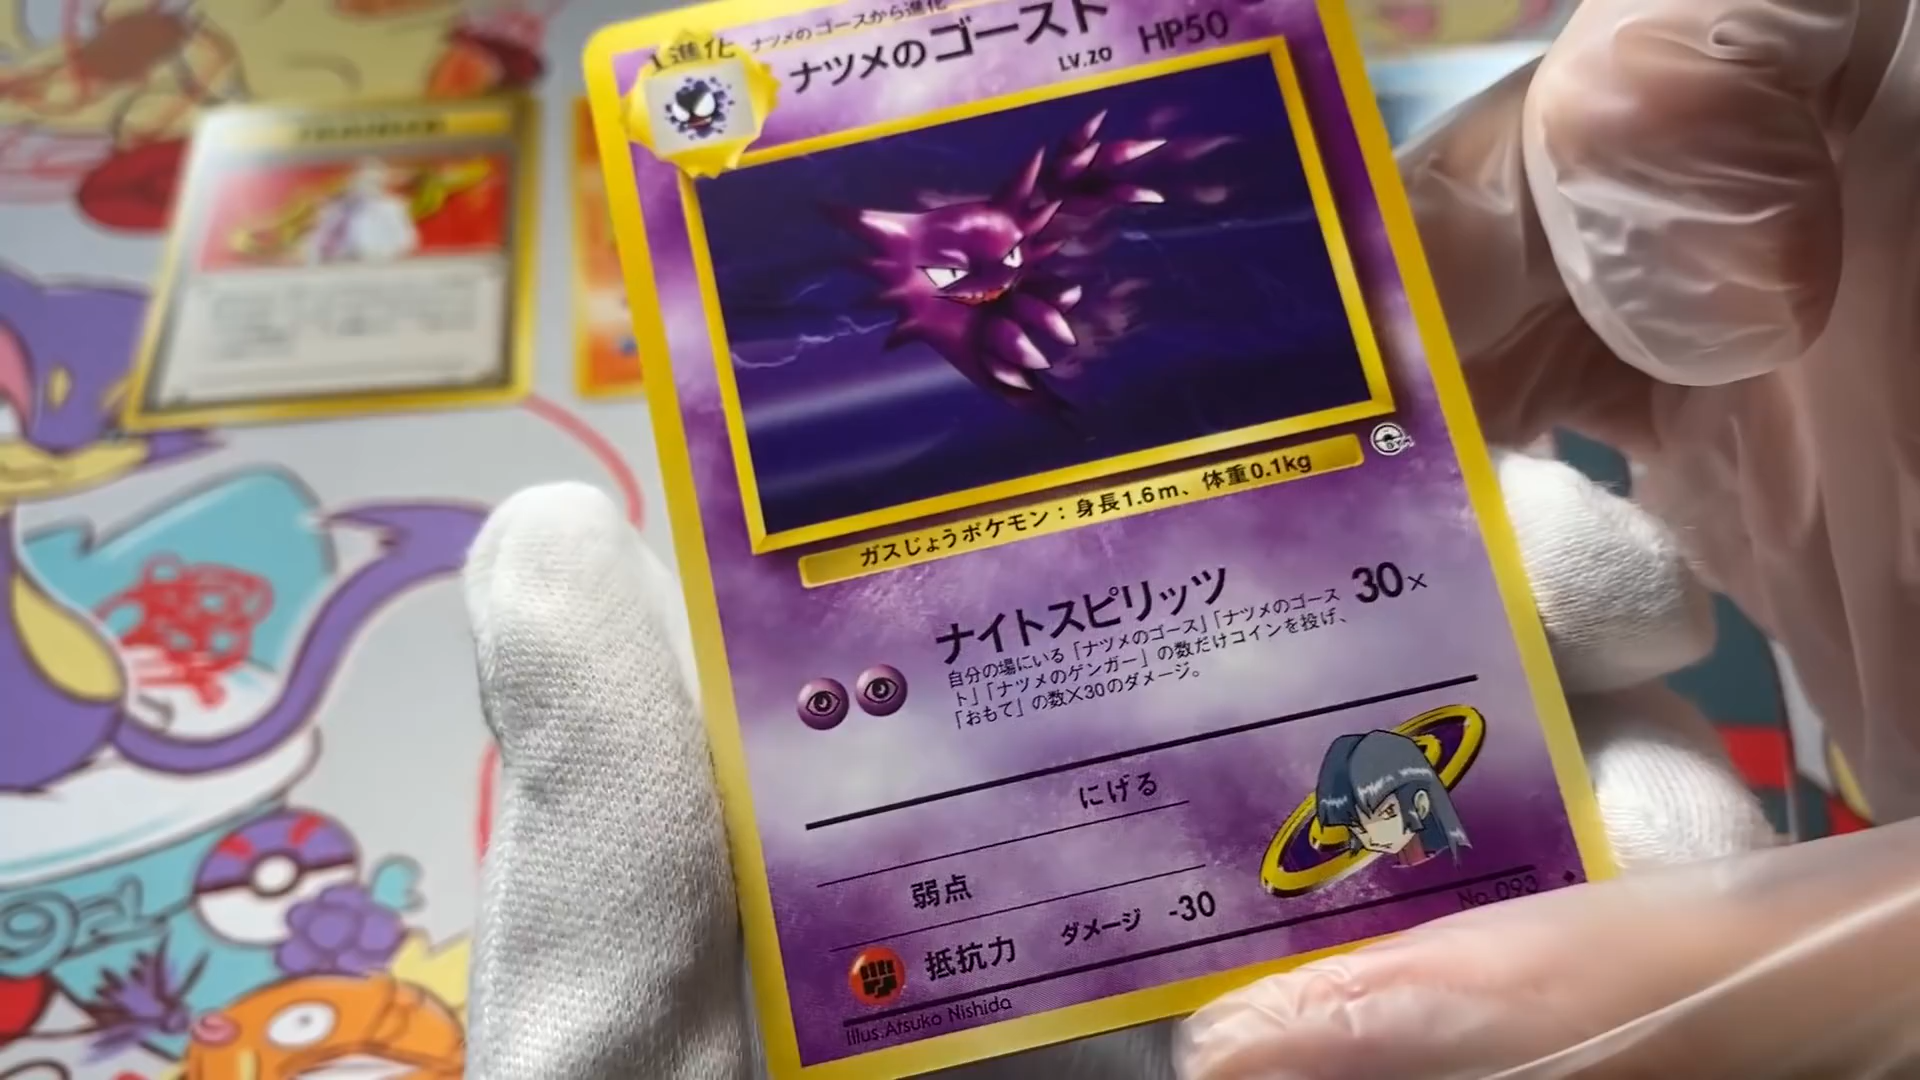 1進化 ナツメのゴースから進化
ナツメのゴースト LV.20 HP50
ガスじょうポケモン：身長1.6m、体重0.1kg
ナイトスピリッツ 30×
自分の場にいる「ナツメのゴース」「ナツメのゴース
ト」「ナツメのゲンガー」の数だけコインを投げ、
「おもて」の数×30のダメージ。
にげる
弱点
抵抗力 ダメージ -30
Illus.Atsuko Nishida
No.093